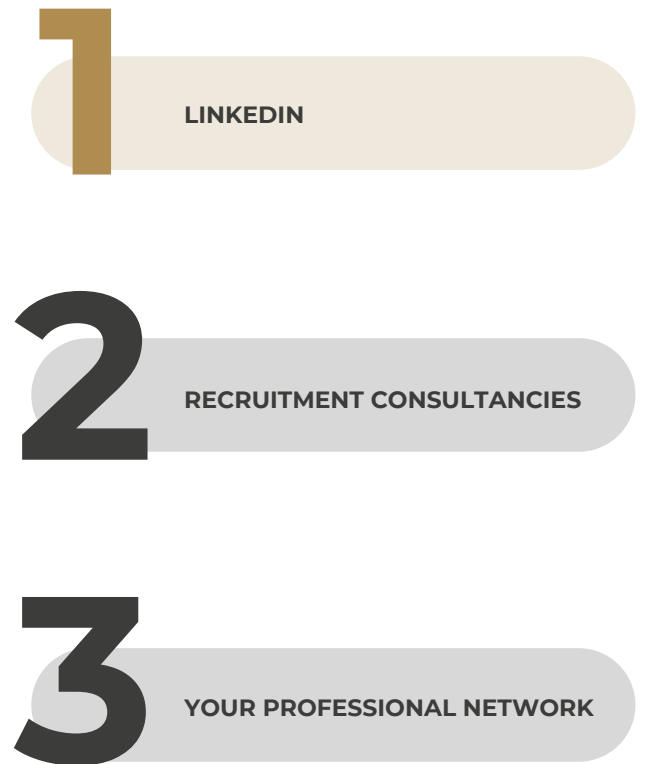 1
LINKEDIN
2
RECRUITMENT CONSULTANCIES
3
YOUR PROFESSIONAL NETWORK